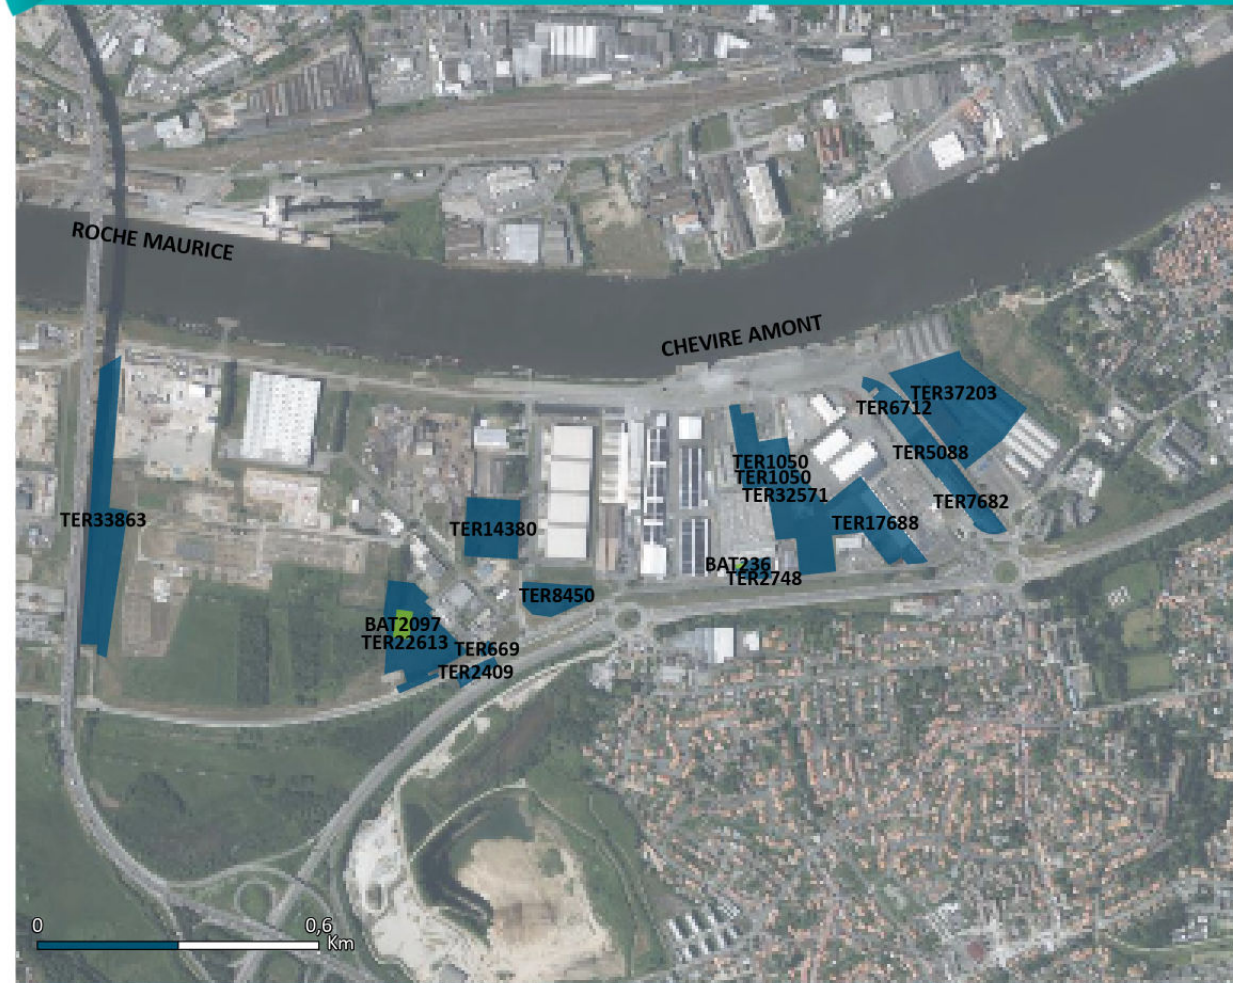 ROCHE MAURICE
CHEVIRE AMONT
TER37203
TER6712
TER5088
TER1050
TER1050
TER32571
TER7682
TER33863
TER14380
TER17688
BAT236
TER2748
TER8450
BAT2097
TER22613
TER669
TER2409
0
0,6
Km